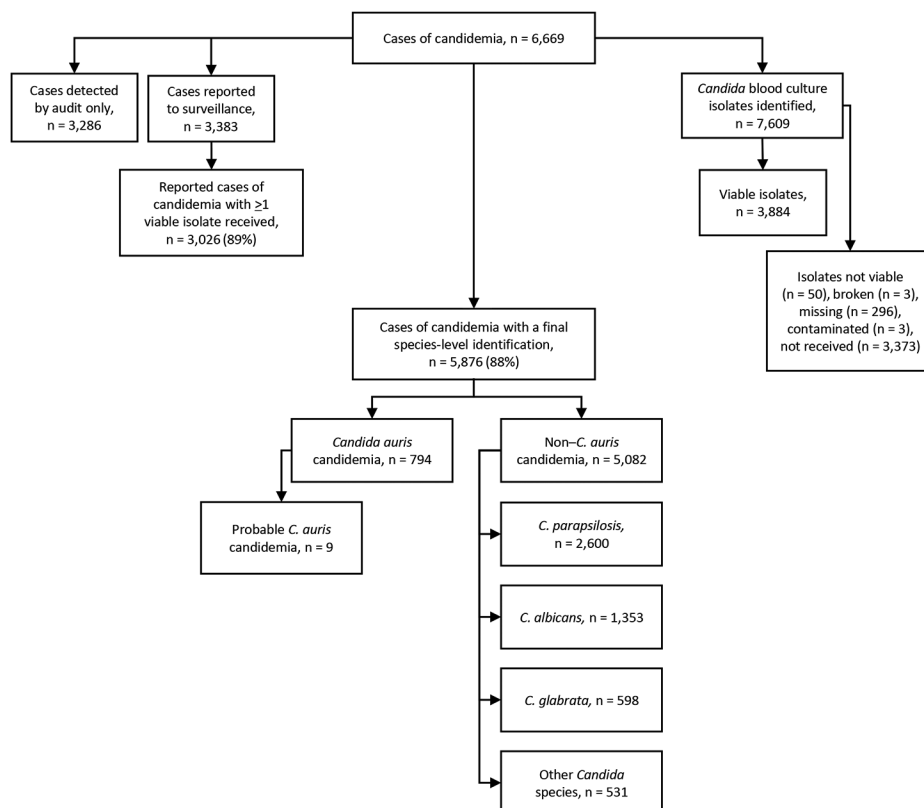 Cases of candidemia, n = 6,669
Cases detected
by audit only,
n = 3,286
Cases reported
to surveillance,
n = 3,383
Candida blood culture
isolates identified,
n = 7,609
Reported cases of
candidemia with ≥1
viable isolate received,
n = 3,026 (89%)
Viable isolates,
n = 3,884
Isolates not viable
(n = 50), broken (n = 3),
missing (n = 296),
contaminated (n = 3),
not received (n = 3,373)
Cases of candidemia with a final
species-level identification,
n = 5,876 (88%)
Candida auris
candidemia, n = 794
Non–C. auris
candidemia, n = 5,082
Probable C. auris
candidemia, n = 9
C. parapsilosis,
n = 2,600
C. albicans, n = 1,353
C. glabrata, n = 598
Other Candida
species, n = 531